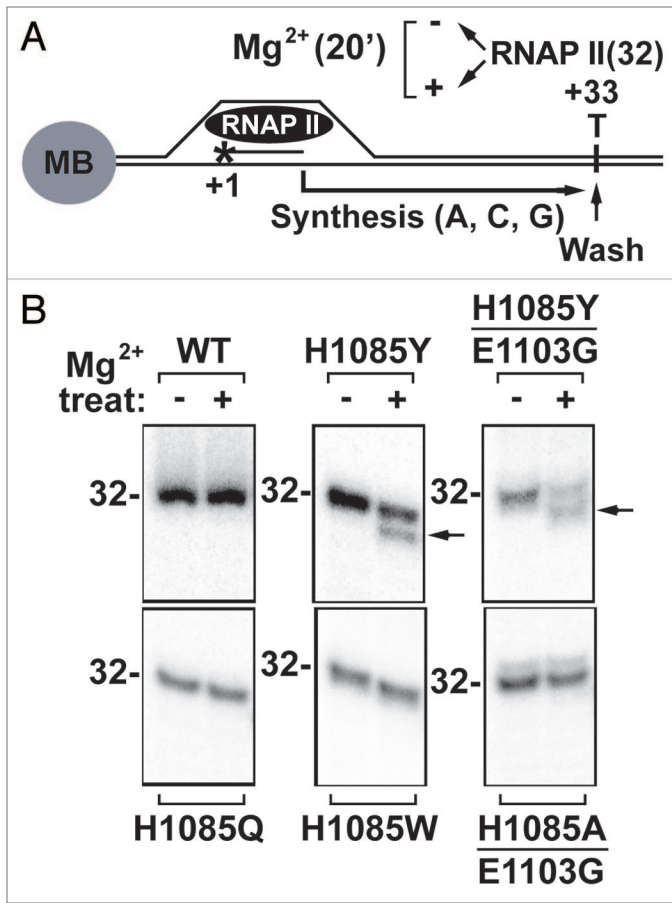 A
Mg2+ (20') - RNAP II(32)
+ +33
RNAP II
T
MB
*
+1
Synthesis (A, C, G)
Wash
B
Mg2+ WT H1085Y H1085Y
E1103G
treat: - + - + - +
32- 32- 32-
32- 32- 32-
H1085Q H1085W H1085A
E1103G